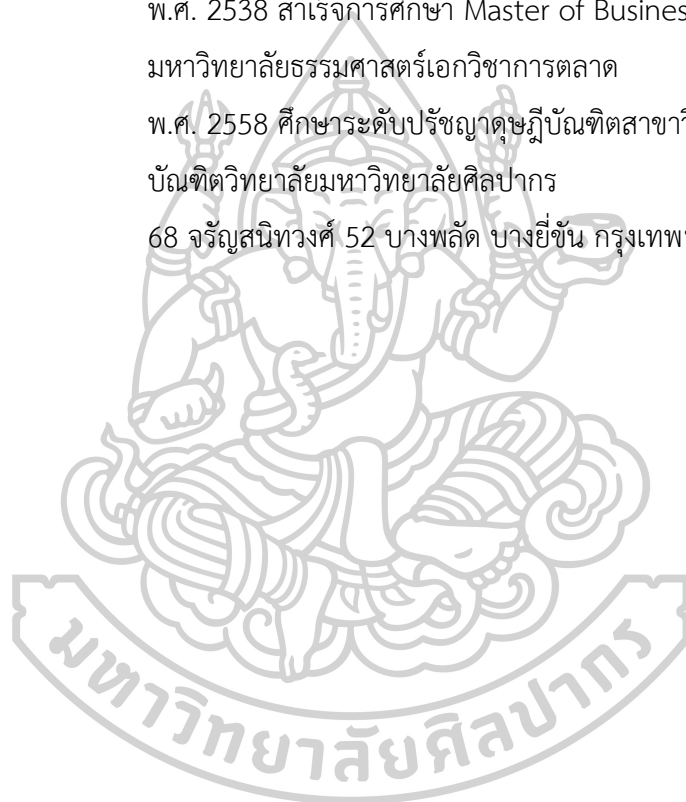 พ.ศ. 2538 สำเร็จการศึกษา Master of Busines
มหาวิทยาลัยธรรมศาสตร์เอกวิชาการตลาด
พ.ศ. 2558 ศึกษาระดับปรัชญาดุษฎีบัณฑิตสาขาวิ
บัณฑิตวิทยาลัยมหาวิทยาลัยศิลปากร
68 จรัญสนิทวงศ์ 52 บางพลัด บางยี่ขัน กรุงเทพ
มหาวิทยาลัยศิลปากร